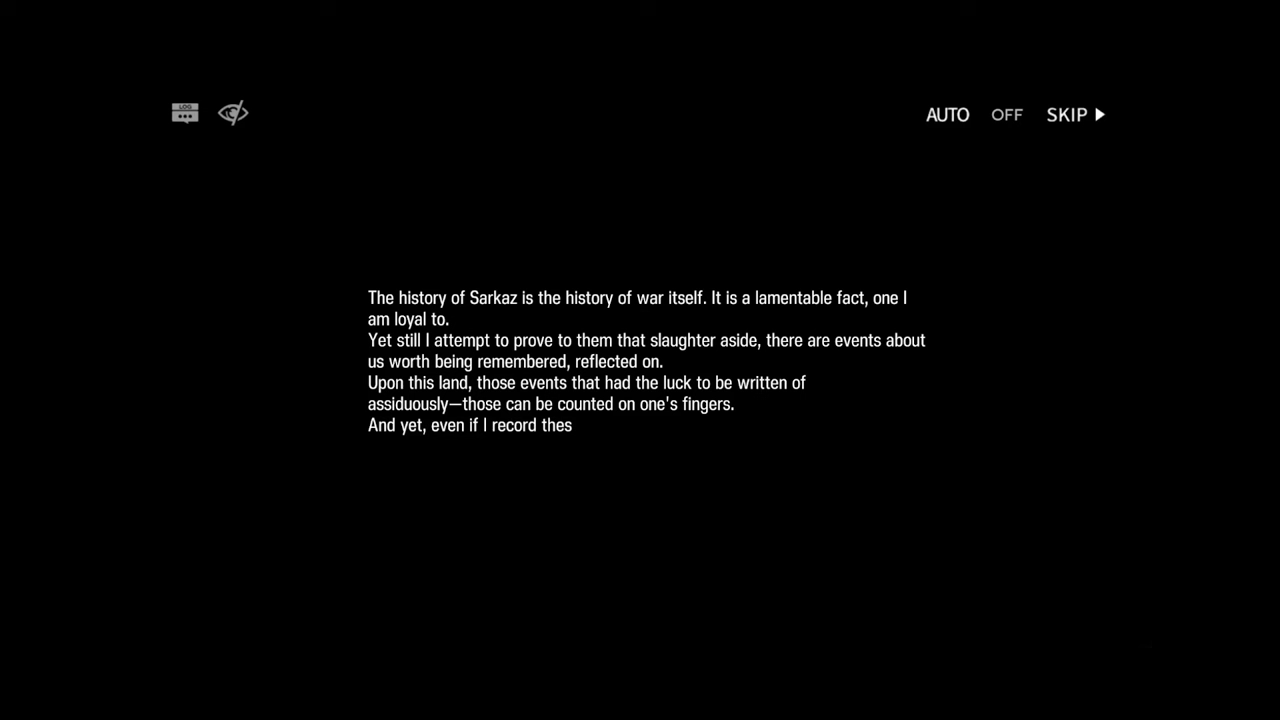 LOG
AUTO OFF SKIP
The history of Sarkaz is the history of war itself. It is a lamentable fact, one I
am loyal to.
Yet still I attempt to prove to them that slaughter aside, there are events about
us worth being remembered, reflected on.
Upon this land, those events that had the luck to be written of
assiduously—those can be counted on one's fingers.
And yet, even if I record thes